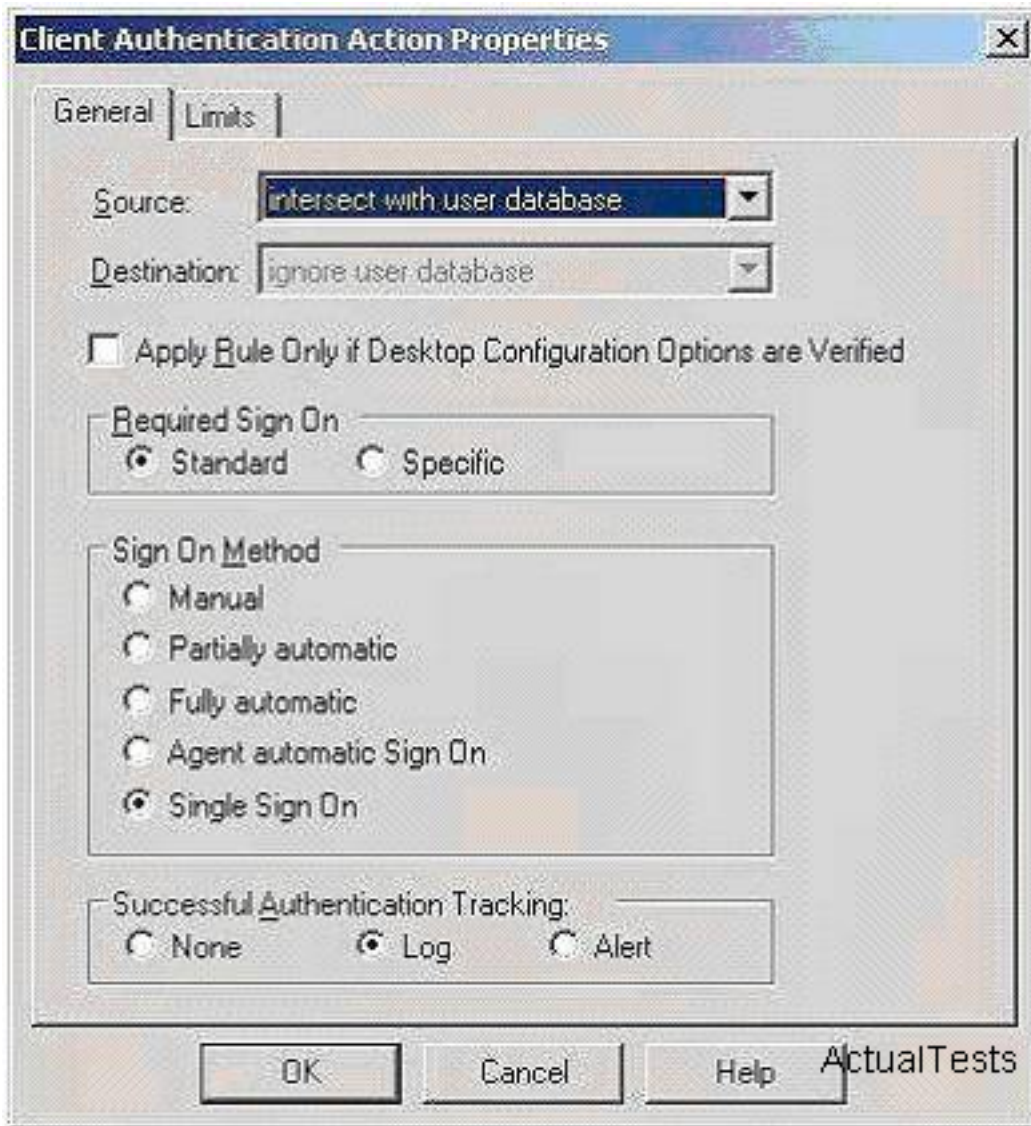 Client Authentication Action Properties
General Limits
Source: intersect with user database
Destination: ignore user database
Apply Rule Only if Desktop Configuration Options are Verified
Required Sign On
Standard Specific
Sign On Method
Manual
Partially automatic
Fully automatic
Agent automatic Sign On
Single Sign On
Successful Authentication Tracking:
None Log Alert
OK Cancel Help ActualTests